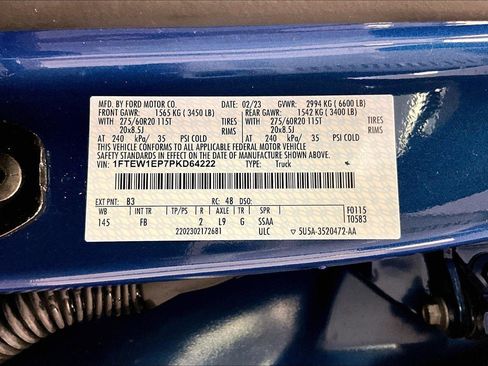 MFD. BY FORD MOTOR CO. 02/23 GVWR: 2994 KG (6600 LB)
FRONT GAWR: 1565 KG (3450 LB) REAR GAWR: 1542 KG (3400 LB)
275/60R20 115T TIRES 275/60R20 115T TIRES
20x8.5J RIMS 20x8.5J RIMS
AT 240 kPa/ 35 PSI COLD AT 240 kPa/ 35 PSI COLD
THIS VEHICLE CONFORMS TO ALL APPLICABLE FEDERAL MOTOR VEHICLE
SAFETY STANDARDS IN EFFECT ON THE DATE OF MANUFACTURE SHOWN ABOVE.
VIN: 1FTEW1EP7PKD64222 TYPE: Truck
EXT PNT: B3 RC: 48 DSO:
WB INT TR TP/PS R AXLE TR SPR F0115
145 FB 2 L9 G SSAA T0583
2202302172681 ULC 5U5A-3520472-AA